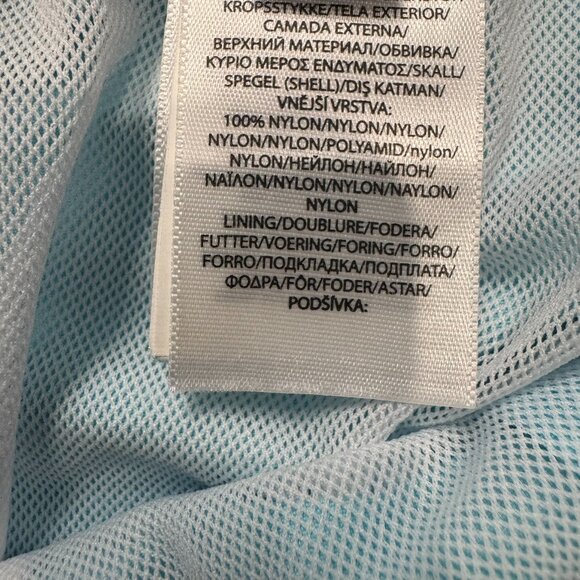 KROPSSTYKKE/TELA EXTERIOR/
CAMADA EXTERNA/
ВЕРХНИЙ МАТЕРИАЛ/ОБВИВКА/
ΚΥΡΙΟ ΜΕΡΟΣ ΕΝΔΥΜΑΤΟΣ/SKALL/
SPEGEL (SHELL)/DIŞ KATMAN/
VNĚJŠÍ VRSTVA:
100% NYLON/NYLON/NYLON/
NYLON/NYLON/POLYAMID/nylon/
NYLON/НЕЙЛОН/НАЙЛОН/
ΝΑΪΛΟΝ/NYLON/NYLON/NAYLON/
NYLON
LINING/DOUBLURE/FODERA/
FUTTER/VOERING/FORING/FORRO/
FORRO/ПОДКЛАДКА/ПОДПЛАТА/
ΦΟΔΡΑ/FÔR/FODER/ASTAR/
PODŠÍVKA: